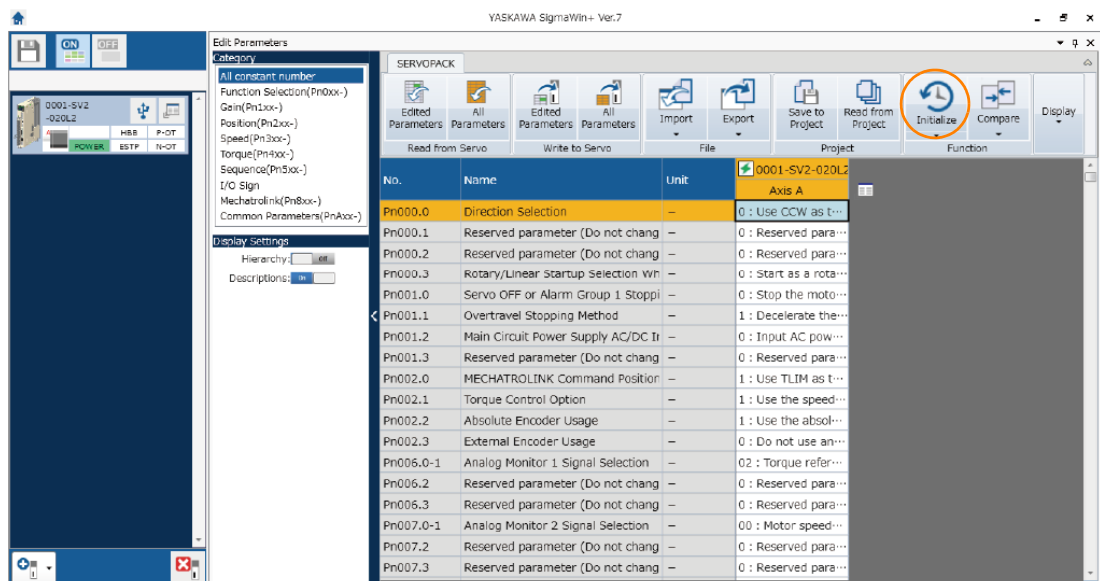 YASKAWA SigmaWin+ Ver.7
ON OFF
0001-SV2
-020L2
HBB P-OT
POWER ESTP N-OT
Edit Parameters
Category
All constant number
Function Selection(Pn0xx-)
Gain(Pn1xx-)
Position(Pn2xx-)
Speed(Pn3xx-)
Torque(Pn4xx-)
Sequence(Pn5xx-)
I/O Sign
Mechatrolink(Pn8xx-)
Common Parameters(PnAxx-)
Display Settings
Hierarchy: Off
Descriptions: On
SERVOPACK
Edited Parameters
All Parameters
Read from Servo
Edited Parameters
All Parameters
Write to Servo
Import
Export
File
Save to Project
Read from Project
Project
Initialize
Compare
Function
Display
No. Name Unit 0001-SV2-020L2
Axis A
Pn000.0 Direction Selection – 0 : Use CCW as t···
Pn000.1 Reserved parameter (Do not chang – 0 : Reserved para···
Pn000.2 Reserved parameter (Do not chang – 0 : Reserved para···
Pn000.3 Rotary/Linear Startup Selection Wh – 0 : Start as a rota···
Pn001.0 Servo OFF or Alarm Group 1 Stoppi – 0 : Stop the moto···
Pn001.1 Overtravel Stopping Method – 1 : Decelerate the···
Pn001.2 Main Circuit Power Supply AC/DC Ir – 0 : Input AC pow···
Pn001.3 Reserved parameter (Do not chang – 0 : Reserved para···
Pn002.0 MECHATROLINK Command Position – 1 : Use TLIM as t···
Pn002.1 Torque Control Option – 1 : Use the speed···
Pn002.2 Absolute Encoder Usage – 1 : Use the absol···
Pn002.3 External Encoder Usage – 0 : Do not use an···
Pn006.0-1 Analog Monitor 1 Signal Selection – 02 : Torque refer···
Pn006.2 Reserved parameter (Do not chang – 0 : Reserved para···
Pn006.3 Reserved parameter (Do not chang – 0 : Reserved para···
Pn007.0-1 Analog Monitor 2 Signal Selection – 00 : Motor speed···
Pn007.2 Reserved parameter (Do not chang – 0 : Reserved para···
Pn007.3 Reserved parameter (Do not chang – 0 : Reserved para···